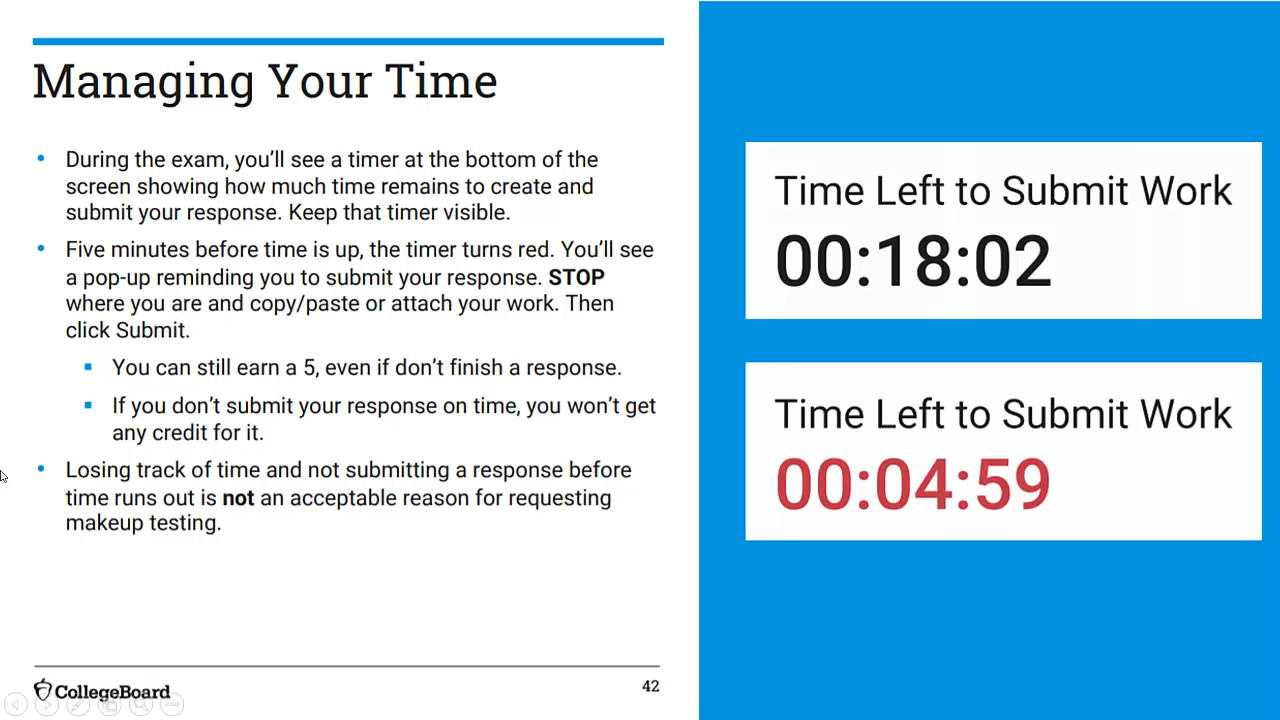 Managing Your Time
• During the exam, you’ll see a timer at the bottom of the
screen showing how much time remains to create and
submit your response. Keep that timer visible.
• Five minutes before time is up, the timer turns red. You’ll see
a pop-up reminding you to submit your response. STOP
where you are and copy/paste or attach your work. Then
click Submit.
▪ You can still earn a 5, even if don’t finish a response.
▪ If you don’t submit your response on time, you won’t get
any credit for it.
• Losing track of time and not submitting a response before
time runs out is not an acceptable reason for requesting
makeup testing.
Time Left to Submit Work
00:18:02
Time Left to Submit Work
00:04:59
CollegeBoard
42